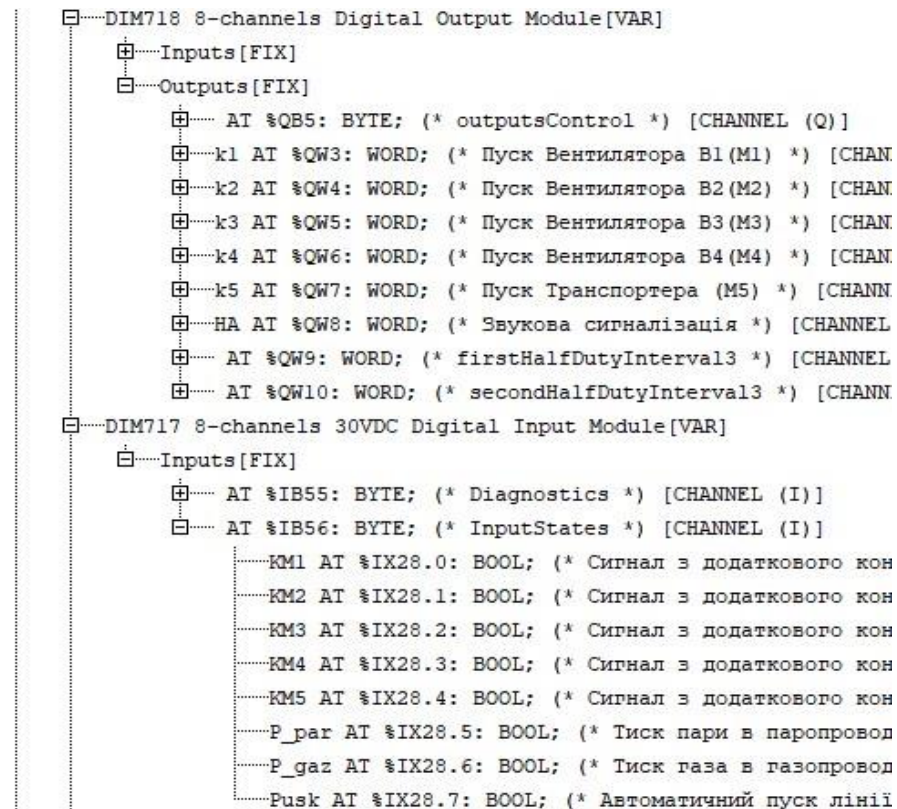 DIM718 8-channels Digital Output Module[VAR]
Inputs[FIX]
Outputs[FIX]
AT %QB5: BYTE; (* outputsControl *) [CHANNEL (Q)]
k1 AT %QW3: WORD; (* Пуск Вентилятора В1(М1) *) [CHAN
k2 AT %QW4: WORD; (* Пуск Вентилятора В2(М2) *) [CHAN
k3 AT %QW5: WORD; (* Пуск Вентилятора В3(М3) *) [CHAN
k4 AT %QW6: WORD; (* Пуск Вентилятора В4(М4) *) [CHAN
k5 AT %QW7: WORD; (* Пуск Транспортера (М5) *) [CHANN
HA AT %QW8: WORD; (* Звукова сигналізація *) [CHANNEL
AT %QW9: WORD; (* firstHalfDutyInterval3 *) [CHANNEL
AT %QW10: WORD; (* secondHalfDutyInterval3 *) [CHANN
DIM717 8-channels 30VDC Digital Input Module[VAR]
Inputs[FIX]
AT %IB55: BYTE; (* Diagnostics *) [CHANNEL (I)]
AT %IB56: BYTE; (* InputStates *) [CHANNEL (I)]
KM1 AT %IX28.0: BOOL; (* Сигнал з додаткового кон
KM2 AT %IX28.1: BOOL; (* Сигнал з додаткового кон
KM3 AT %IX28.2: BOOL; (* Сигнал з додаткового кон
KM4 AT %IX28.3: BOOL; (* Сигнал з додаткового кон
KM5 AT %IX28.4: BOOL; (* Сигнал з додаткового кон
P_par AT %IX28.5: BOOL; (* Тиск пари в паропровод
P_gaz AT %IX28.6: BOOL; (* Тиск газа в газопровод
Pusk AT %IX28.7: BOOL; (* Автоматичний пуск лінії